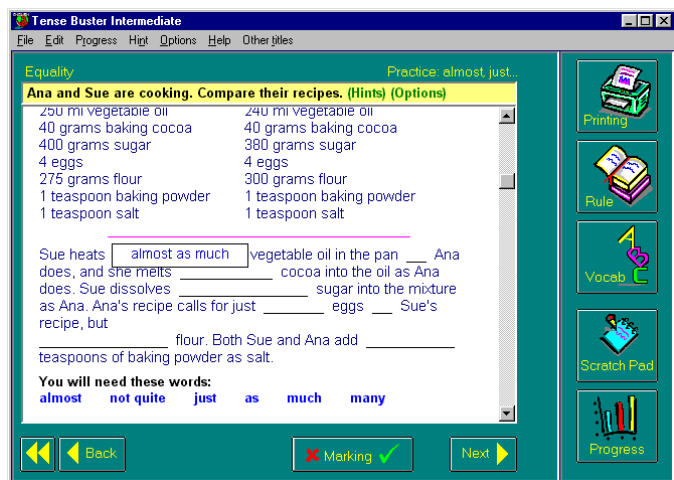 Tense Buster Intermediate
File Edit Progress Hint Options Help Other titles
Equality Practice: almost, just...
Ana and Sue are cooking. Compare their recipes. (Hints) (Options)
250 ml vegetable oil 240 ml vegetable oil
40 grams baking cocoa 40 grams baking cocoa
400 grams sugar 380 grams sugar
4 eggs 4 eggs
275 grams flour 300 grams flour
1 teaspoon baking powder 1 teaspoon baking powder
1 teaspoon salt 1 teaspoon salt
Sue heats almost as much vegetable oil in the pan __ Ana
does, and she melts ____________ cocoa into the oil as Ana
does. Sue dissolves ________________ sugar into the mixture
as Ana. Ana's recipe calls for just _______ eggs ___ Sue's
recipe, but
________________ flour. Both Sue and Ana add ___________
teaspoons of baking powder as salt.
You will need these words:
almost not quite just as much many
Back
Marking
Next
Printing
Rule
Vocab
Scratch Pad
Progress